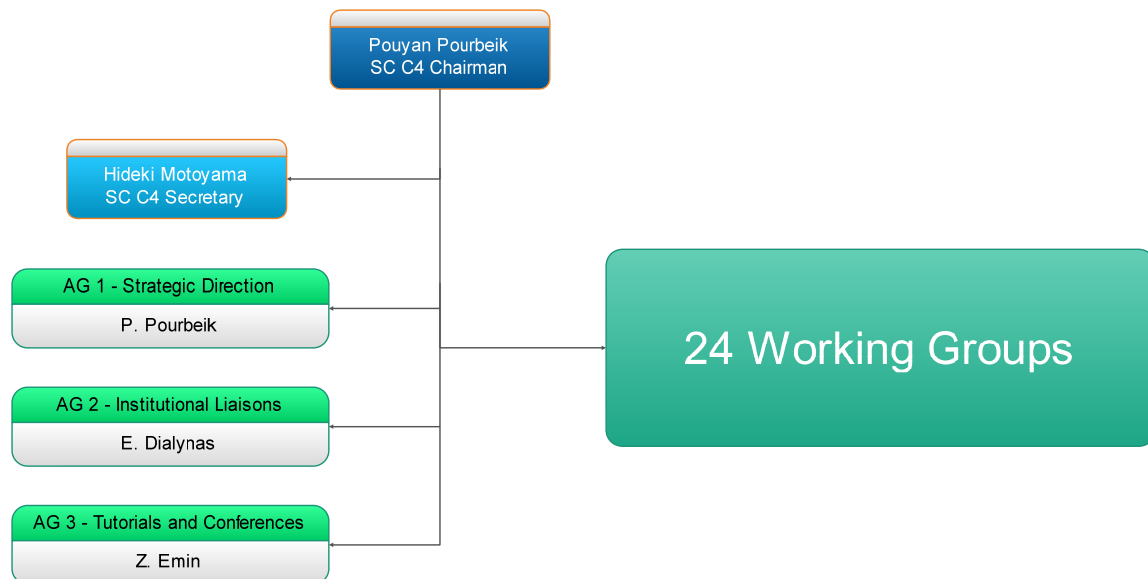 Pouyan Pourbeik
SC C4 Chairman
Hideki Motoyama
SC C4 Secretary
AG 1 - Strategic Direction
P. Pourbeik
24 Working Groups
AG 2 - Institutional Liaisons
E. Dialynas
AG 3 - Tutorials and Conferences
Z. Emin